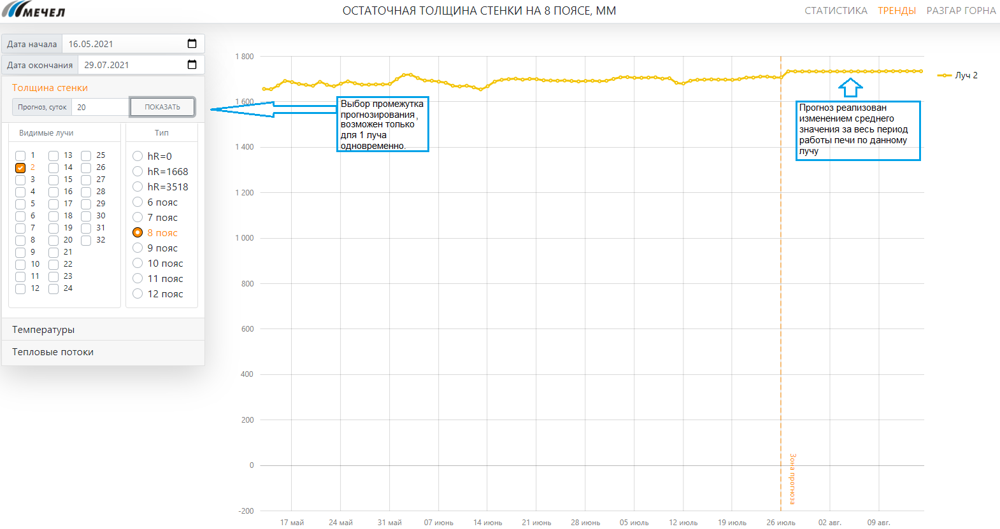 МЕЧЕЛ
ОСТАТОЧНАЯ ТОЛЩИНА СТЕНКИ НА 8 ПОЯСЕ, ММ
СТАТИСТИКА ТРЕНДЫ РАЗГАР ГОРНА
Дата начала 16.05.2021
Дата окончания 29.07.2021
Толщина стенки
Прогноз, суток 20 ПОКАЗАТЬ
Видимые лучи
1 13 25
2 14 26
3 15 27
4 16 28
5 17 29
6 18 30
7 19 31
8 20 32
9 21
10 22
11 23
12 24
Тип
hR=0
hR=1668
hR=3518
6 пояс
7 пояс
8 пояс
9 пояс
10 пояс
11 пояс
12 пояс
Температуры
Тепловые потоки
Выбор промежутка
прогнозирования,
возможен только
для 1 луча
одновременно.
Прогноз реализован
изменением среднего
значения за весь период
работы печи по данному
лучу
Луч 2
1 800
1 600
1 400
1 200
1 000
800
600
400
200
0
-200
Зона прогноза
17 май 24 май 31 май 07 июнь 14 июнь 21 июнь 28 июнь 05 июль 12 июль 19 июль 26 июль 02 авг. 09 авг.